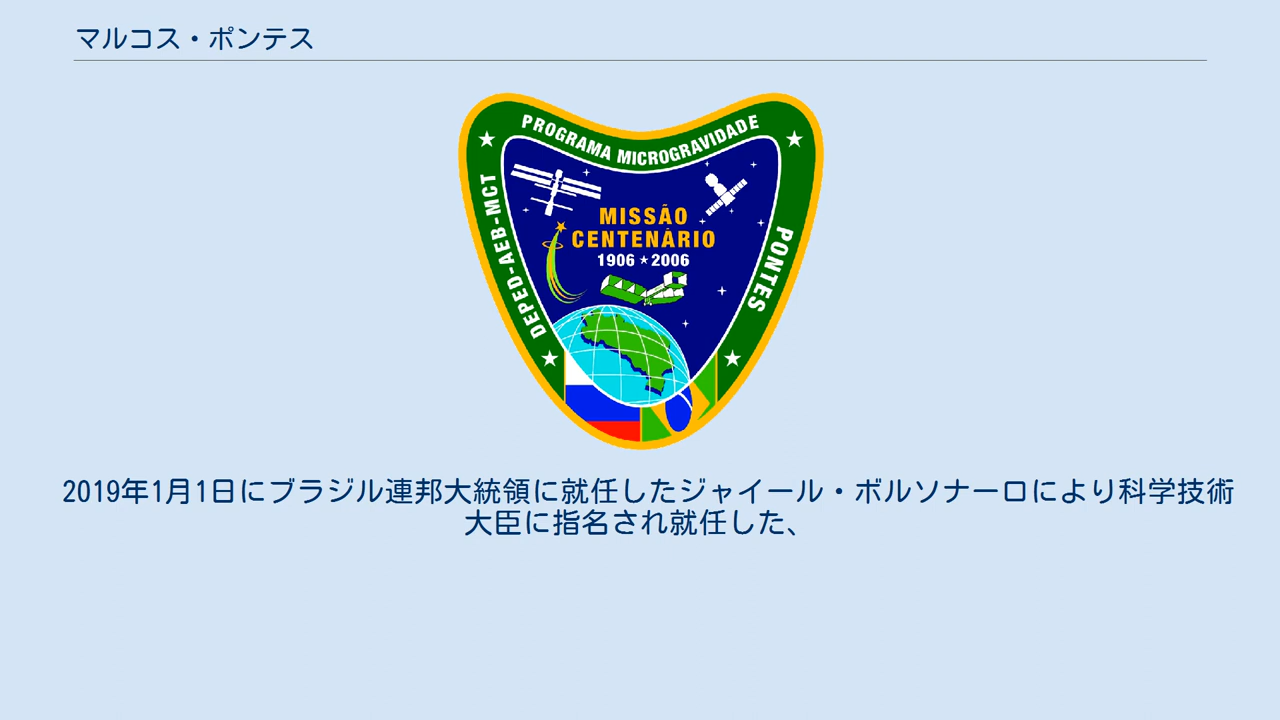 マルコス・ポンテス
PROGRAMA MICROGRAVIDADE
DEPED-AEB-MCT
PONTES
MISSÃO
CENTENÁRIO
1906★2006
2019年1月1日にブラジル連邦大統領に就任したジャイール・ボルソナーロにより科学技術
大臣に指名され就任した、